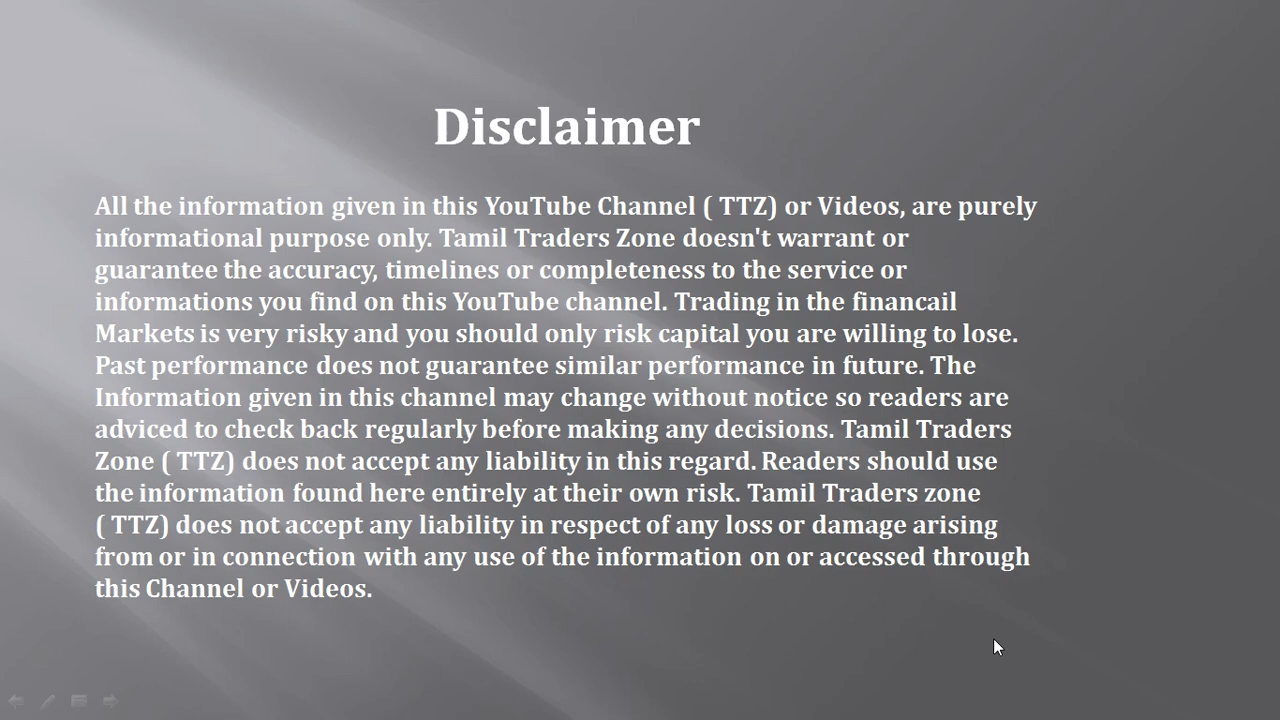 Disclaimer
All the information given in this YouTube Channel ( TTZ) or Videos, are purely
informational purpose only. Tamil Traders Zone doesn't warrant or
guarantee the accuracy, timelines or completeness to the service or
informations you find on this YouTube channel. Trading in the financail
Markets is very risky and you should only risk capital you are willing to lose.
Past performance does not guarantee similar performance in future. The
Information given in this channel may change without notice so readers are
adviced to check back regularly before making any decisions. Tamil Traders
Zone ( TTZ) does not accept any liability in this regard. Readers should use
the information found here entirely at their own risk. Tamil Traders zone
( TTZ) does not accept any liability in respect of any loss or damage arising
from or in connection with any use of the information on or accessed through
this Channel or Videos.